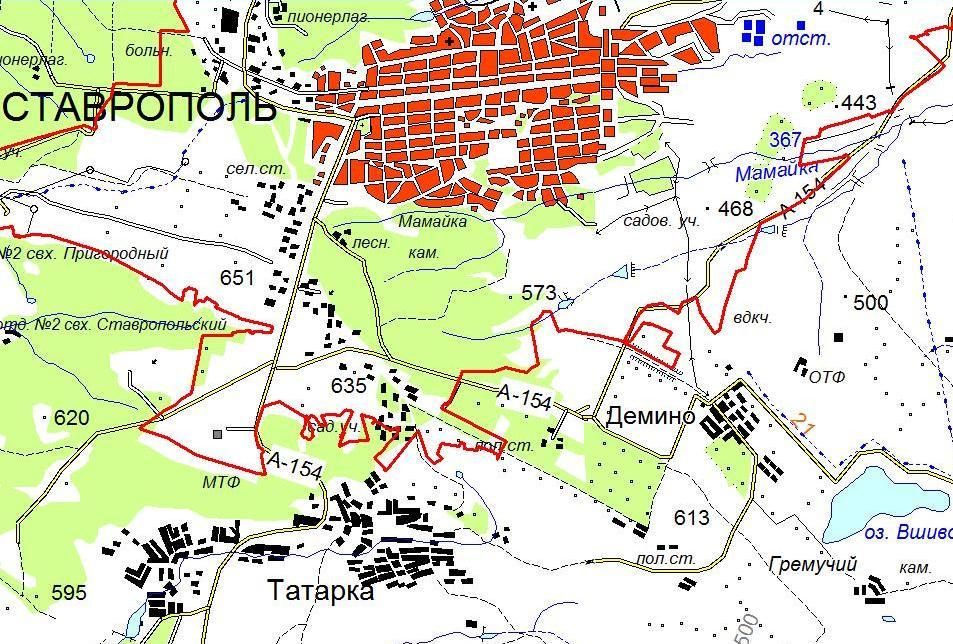 пионерлаг.
4
отст.
больн.
СТАВРОПОЛЬ
443
уч.
367
сел.ст.
Мамайка
А-154
468
Мамайка
садов. уч.
лесн.
кам.
№2 свх. Пригородный
651
573
500
вдкч.
отд. №2 свх. Ставропольский
635
ОТФ
А-154
620
Демино
21
сад.уч.
пол.ст.
А-154
МТФ
613
оз. Вшиво
пол.ст.
Гремучий
кам.
595
Татарка
500